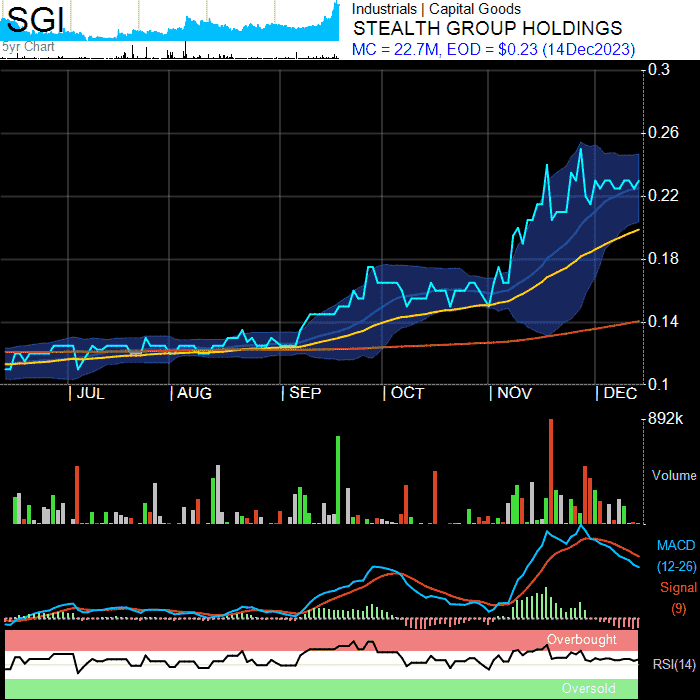 SGI
5yr Chart
Industrials | Capital Goods
STEALTH GROUP HOLDINGS
MC = 22.7M, EOD = $0.23 (14Dec2023)
0.3
0.26
0.22
0.18
0.14
0.1
| JUL | AUG | SEP | OCT | NOV | DEC
892k
Volume
MACD
(12-26)
Signal
(9)
Overbought
RSI(14)
Oversold